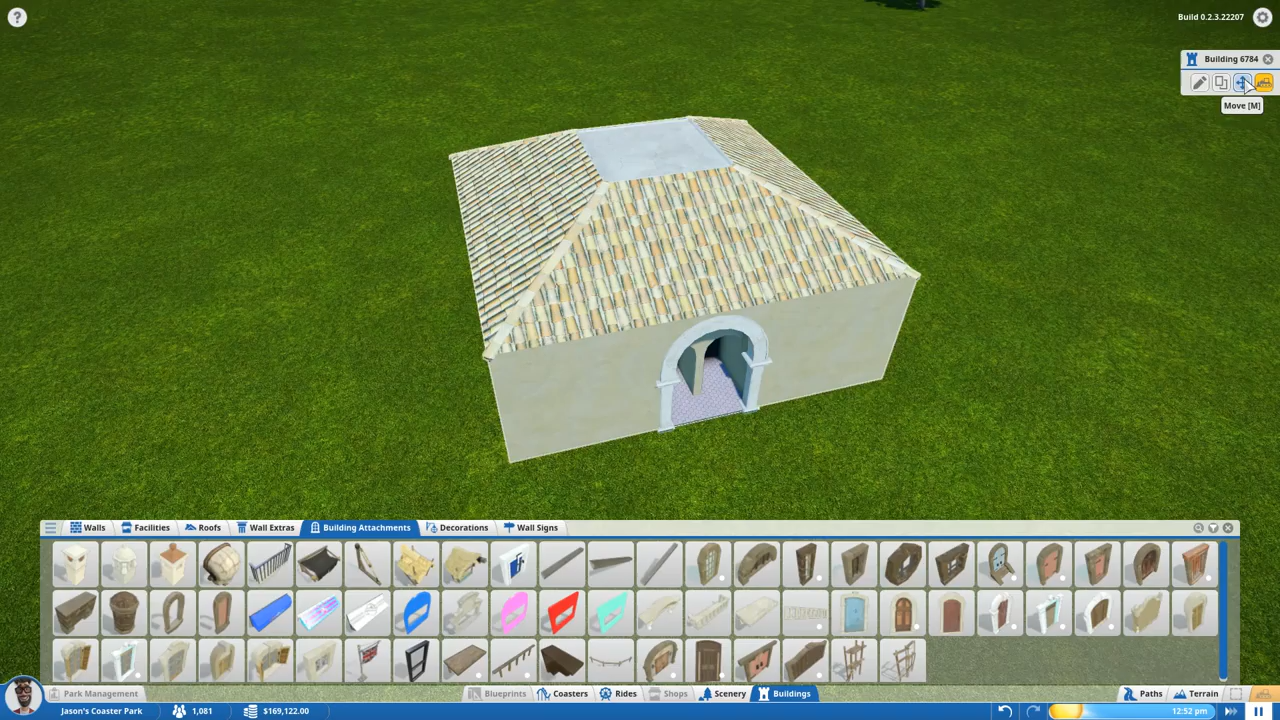 ?
Build 0.2.3.22207
Building 6784
Move [M]
Walls
Facilities
Roofs
Wall Extras
Building Attachments
Decorations
Wall Signs
Park Management
Blueprints
Coasters
Rides
Shops
Scenery
Buildings
Paths
Terrain
Jason's Coaster Park
1,081
$169,122.00
12:52 pm